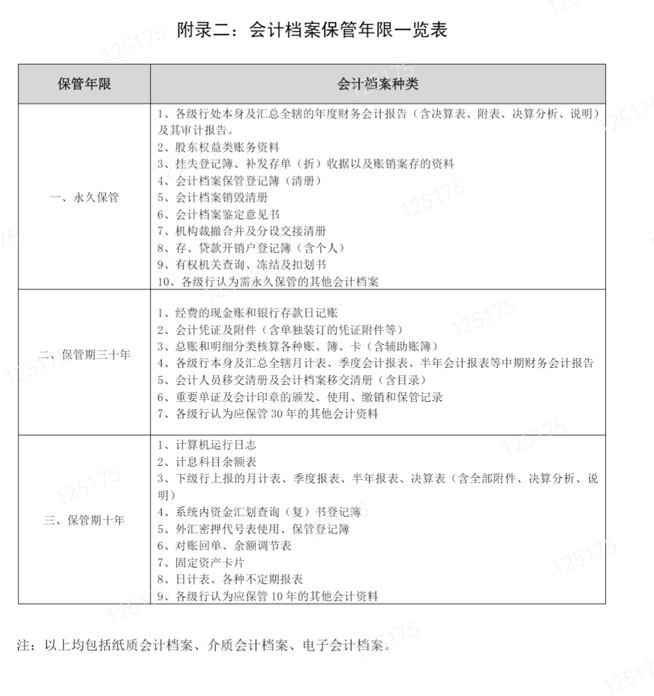 附录二：会计档案保管年限一览表
保管年限
会计档案种类
一、永久保管
1、各级行处本身及汇总全辖的年度财务会计报告（含决算表、附表、决算分析、说明）
及其审计报告。
2、股东权益类账务资料
3、挂失登记簿、补发存单（折）收据以及账销案存的资料
4、会计档案保管登记簿（清册）
5、会计档案销毁清册
6、会计档案鉴定意见书
7、机构裁撤合并及分设交接清册
8、存、贷款开销户登记簿（含个人）
9、有权机关查询、冻结及扣划书
10、各级行认为需永久保管的其他会计档案
二、保管期三十年
1、经费的现金账和银行存款日记账
2、会计凭证及附件（含单独装订的凭证附件等）
3、总账和明细分类核算各种账、簿、卡（含辅助账簿）
4、各级行本身及汇总全辖月计表、季度会计报表、半年会计报表等中期财务会计报告
5、会计人员移交清册及会计档案移交清册（含目录）
6、重要单证及会计印章的颁发、使用、缴销和保管记录
7、各级行认为应保管 30 年的其他会计资料
三、保管期十年
1、计算机运行日志
2、计息科目余额表
3、下级行上报的月计表、季度报表、半年报表、决算表（含全部附件、决算分析、说
明）
4、系统内资金汇划查询（复）书登记簿
5、外汇密押代号表使用、保管登记簿
6、对账回单、余额调节表
7、固定资产卡片
8、日计表、各种不定期报表
9、各级行认为应保管 10 年的其他会计资料
注：以上均包括纸质会计档案、介质会计档案、电子会计档案。
125175